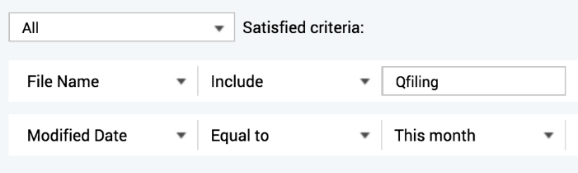 All Satisfied criteria:
File Name Include Qfiling
Modified Date Equal to This month